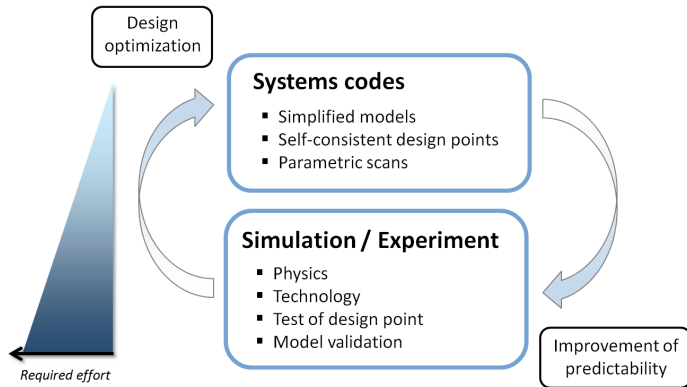 Design
optimization
Systems codes
▪ Simplified models
▪ Self-consistent design points
▪ Parametric scans
Simulation / Experiment
▪ Physics
▪ Technology
▪ Test of design point
▪ Model validation
Improvement of
predictability
Required effort